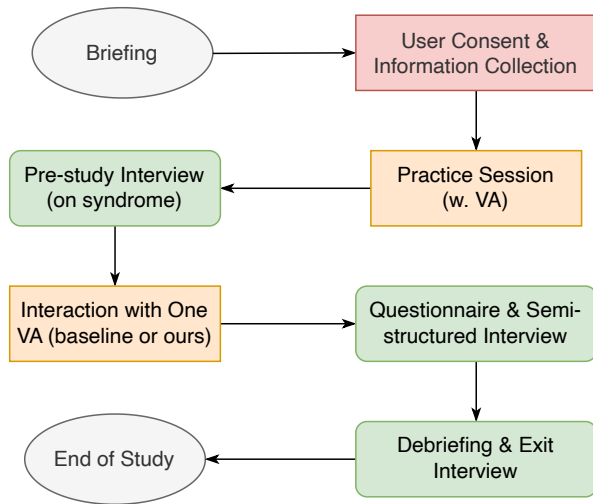 Briefing
User Consent &
Information Collection
Practice Session
(w. VA)
Pre-study Interview
(on syndrome)
Interaction with One
VA (baseline or ours)
Questionnaire & Semi-
structured Interview
Debriefing & Exit
Interview
End of Study